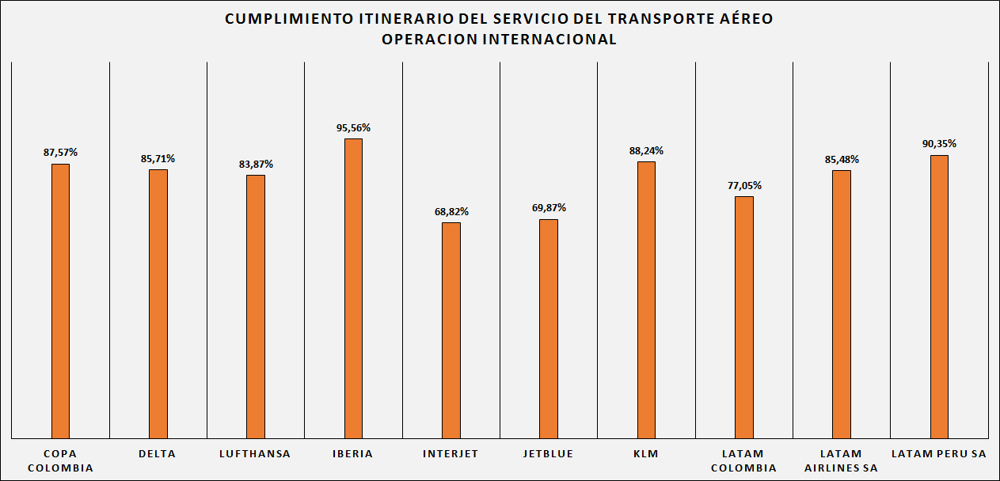 CUMPLIMIENTO ITINERARIO DEL SERVICIO DEL TRANSPORTE AÉREO
OPERACION INTERNACIONAL
87,57%
85,71%
83,87%
95,56%
68,82%
69,87%
88,24%
77,05%
85,48%
90,35%
COPA
COLOMBIA
DELTA
LUFTHANSA
IBERIA
INTERJET
JETBLUE
KLM
LATAM
COLOMBIA
LATAM
AIRLINES SA
LATAM PERU SA